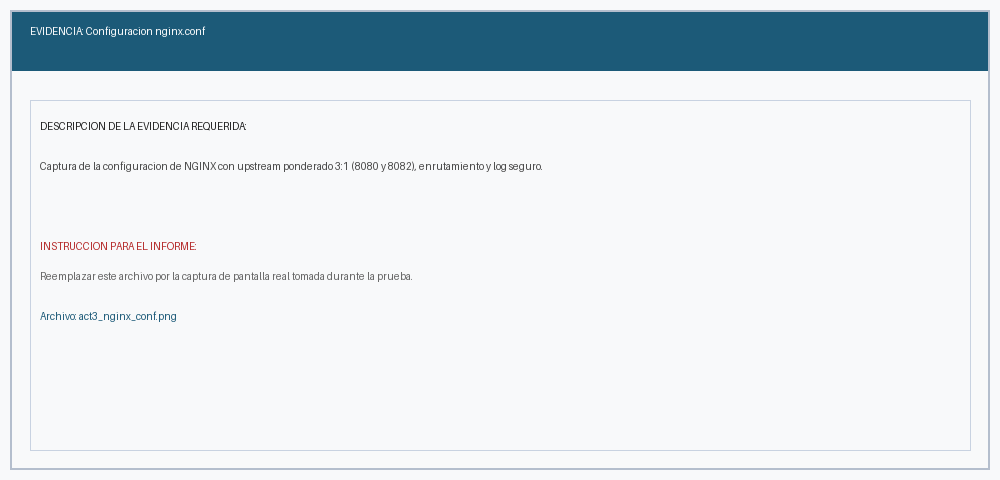 EVIDENCIA: Configuracion nginx.conf
DESCRIPCION DE LA EVIDENCIA REQUERIDA:
Captura de la configuracion de NGINX con upstream ponderado 3:1 (8080 y 8082), enrutamiento y log seguro.
INSTRUCCION PARA EL INFORME:
Reemplazar este archivo por la captura de pantalla real tomada durante la prueba.
Archivo: act3_nginx_conf.png